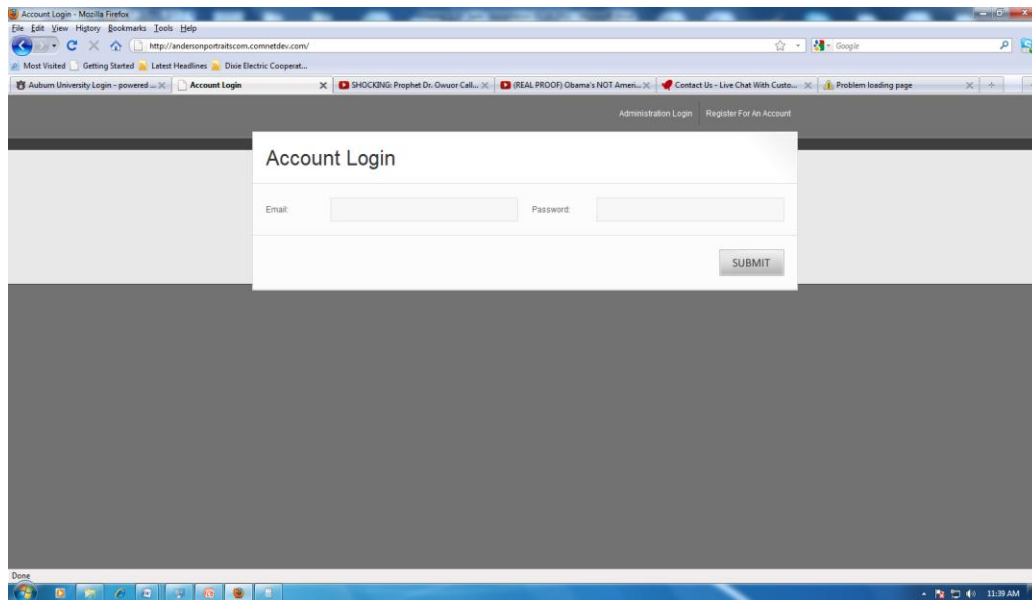 Account Login - Mozilla Firefox
File Edit View History Bookmarks Tools Help
http://andersonportraitscom.comnetdev.com/
Google
Most Visited Getting Started Latest Headlines Dixie Electric Cooperat...
Auburn University Login - powered ... Account Login SHOCKING: Prophet Dr. Owuor Call... (REAL PROOF) Obama's NOT Ameri... Contact Us - Live Chat With Custo... Problem loading page
Administration Login Register For An Account
Account Login
Email: Password:
SUBMIT
Done
11:39 AM